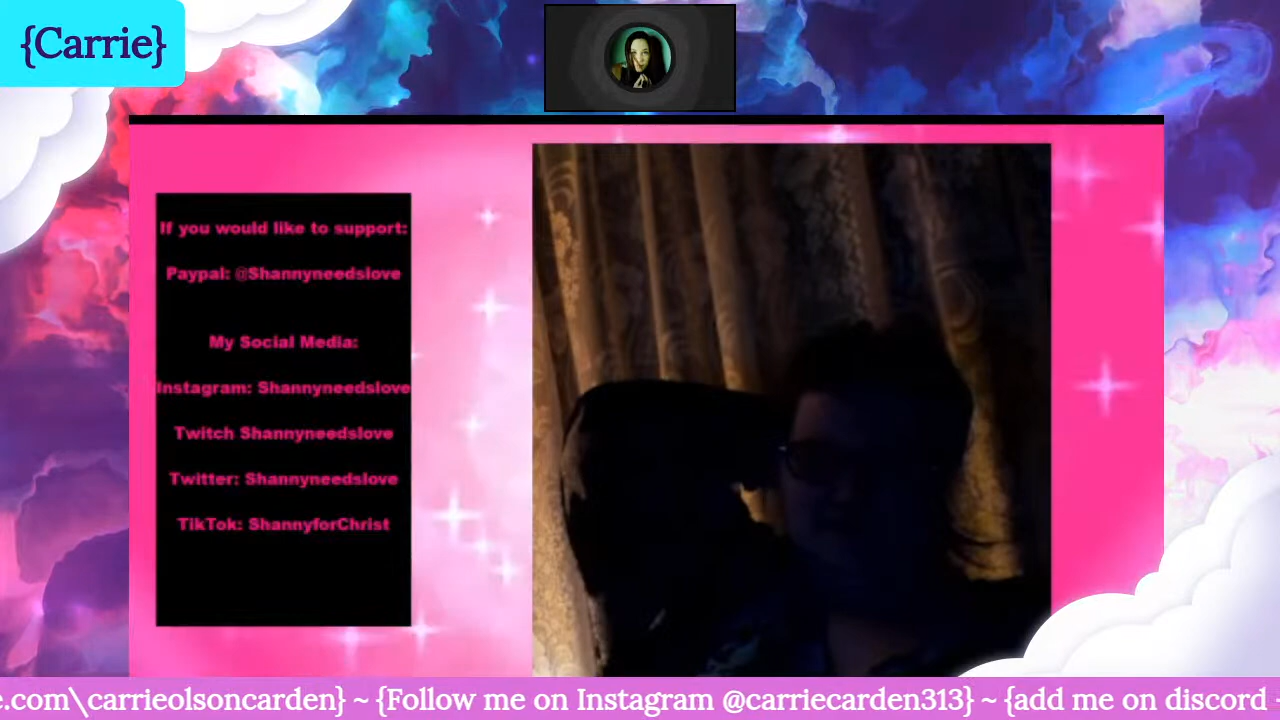 {Carrie}
If you would like to support:
Paypal: @Shannyneedslove
My Social Media:
Instagram: Shannyneedslove
Twitch Shannyneedslove
Twitter: Shannyneedslove
TikTok: ShannyforChrist
e.com\carrieolsoncarden} ~ {Follow me on Instagram @carriecarden313} ~ {add me on discord